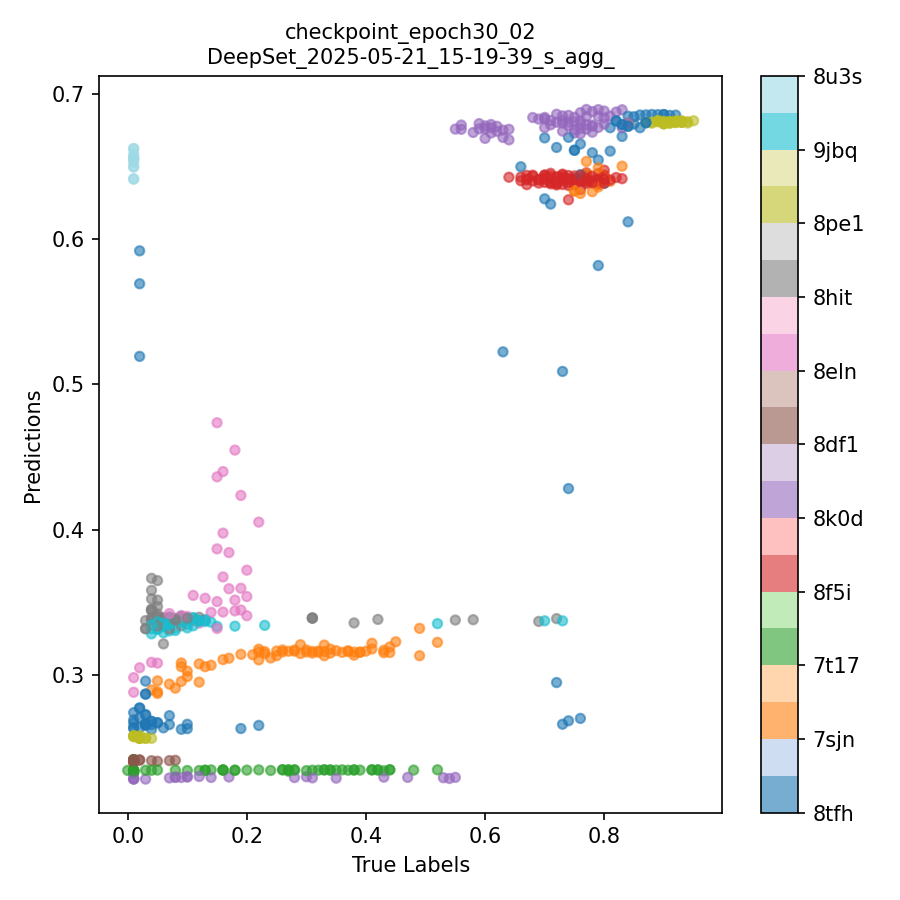 checkpoint_epoch30_02
DeepSet_2025-05-21_15-19-39_s_agg_
0.7
0.6
0.5
0.4
0.3
Predictions
0.0
0.2
0.4
0.6
0.8
True Labels
8u3s
9jbq
8pe1
8hit
8eln
8df1
8k0d
8f5i
7t17
7sjn
8tfh